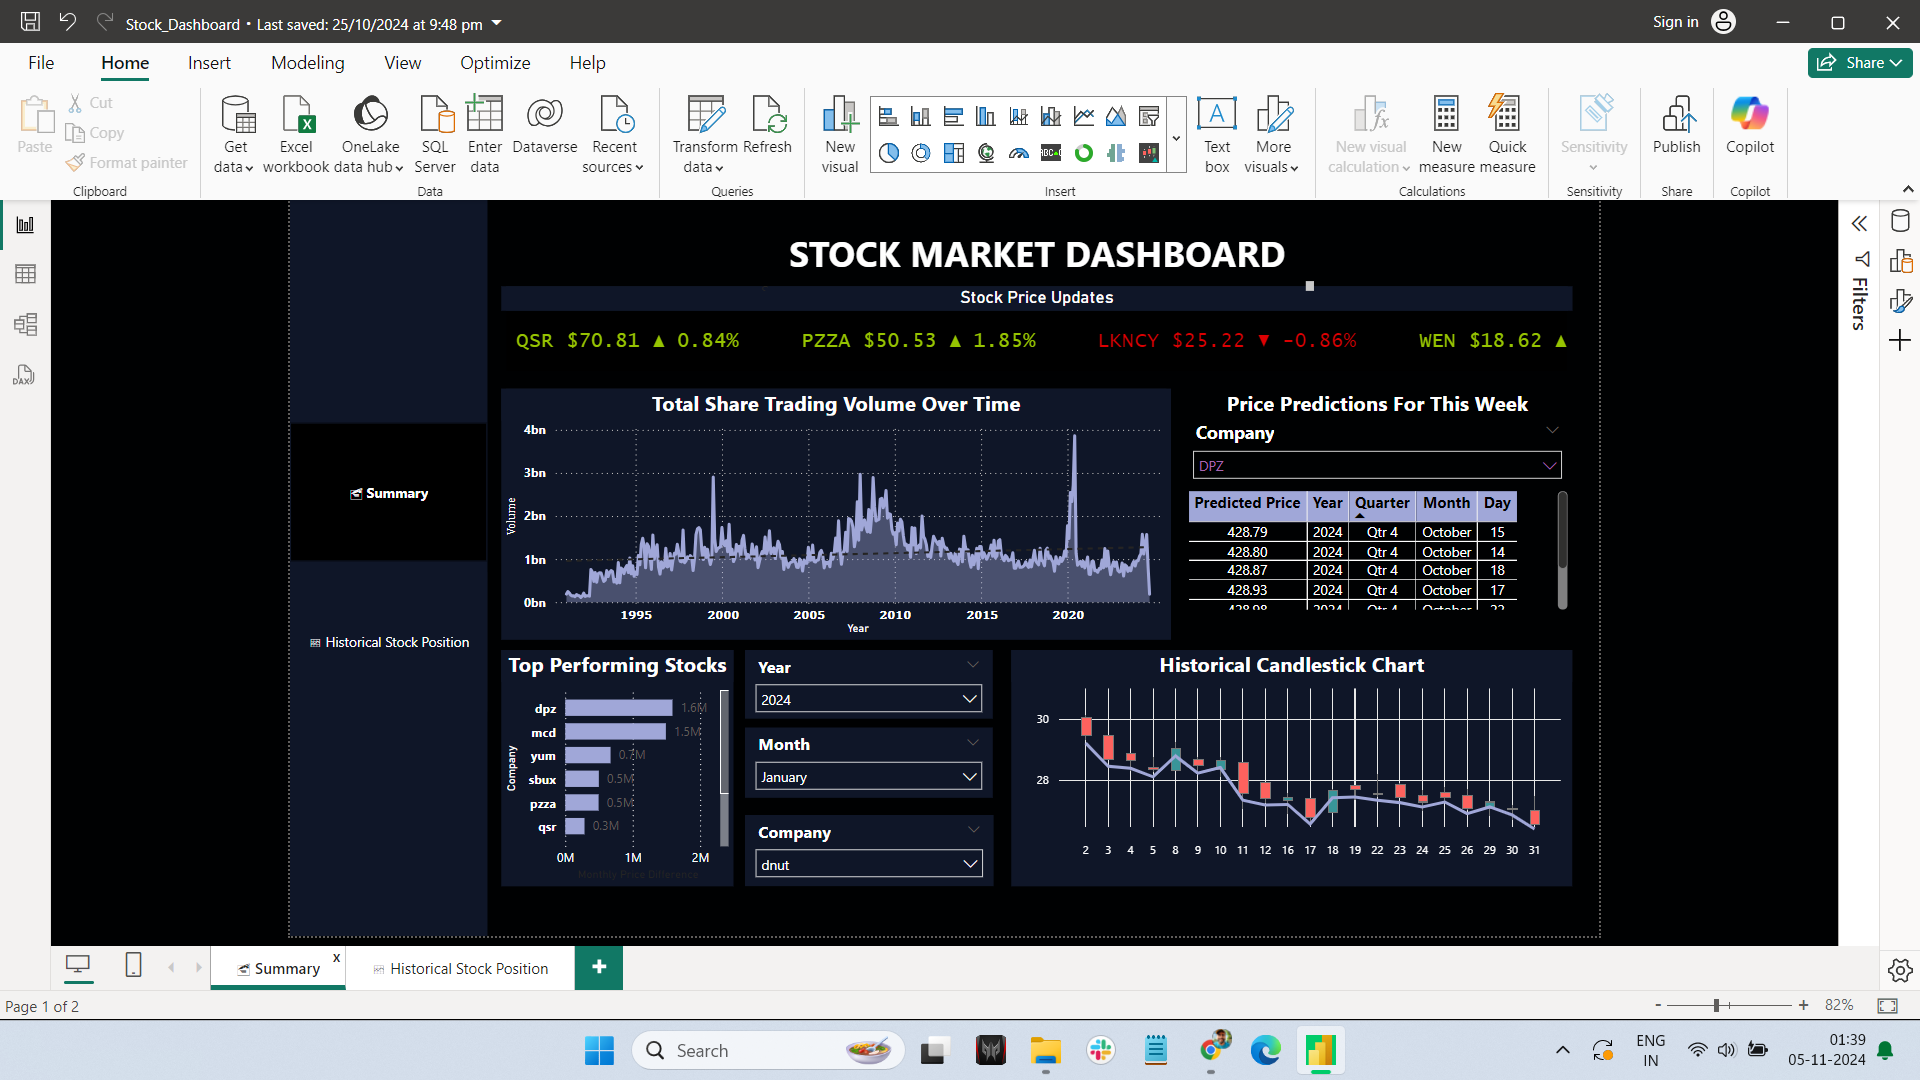 Stock_Dashboard • Last saved: 25/10/2024 at 9:48 pm
Sign in
File Home Insert Modeling View Optimize Help
Share
Paste
Cut
Copy
Format painter
Clipboard
Get data
Excel workbook
OneLake data hub
SQL Server
Enter data
Dataverse
Recent sources
Data
Transform data
Refresh
Queries
New visual
Text box
More visuals
Insert
New visual calculation
New measure
Quick measure
Calculations
Sensitivity
Sensitivity
Publish
Share
Copilot
Copilot
Filters
STOCK MARKET DASHBOARD
Stock Price Updates
QSR $70.81 ▲ 0.84% PZZA $50.53 ▲ 1.85% LKNCY $25.22 ▼ -0.86% WEN $18.62 ▲
Summary
Historical Stock Position
Total Share Trading Volume Over Time
4bn
3bn
2bn
1bn
0bn
Volume
1995 2000 2005 2010 2015 2020
Year
Price Predictions For This Week
Company
DPZ
Predicted Price Year Quarter Month Day
428.79 2024 Qtr 4 October 15
428.80 2024 Qtr 4 October 14
428.87 2024 Qtr 4 October 18
428.93 2024 Qtr 4 October 17
428.98 2024 Qtr 4 October 22
Top Performing Stocks
Company
dpz 1.6M
mcd 1.5M
yum 0.7M
sbux 0.5M
pzza 0.5M
qsr 0.3M
0M 1M 2M
Monthly Price Difference
Year
2024
Month
January
Company
dnut
Historical Candlestick Chart
30
28
2 3 4 5 8 9 10 11 12 16 17 18 19 22 23 24 25 26 29 30 31
Summary x
Historical Stock Position
+
Page 1 of 2
- + 82%
Search
ENG
IN
01:39
05-11-2024